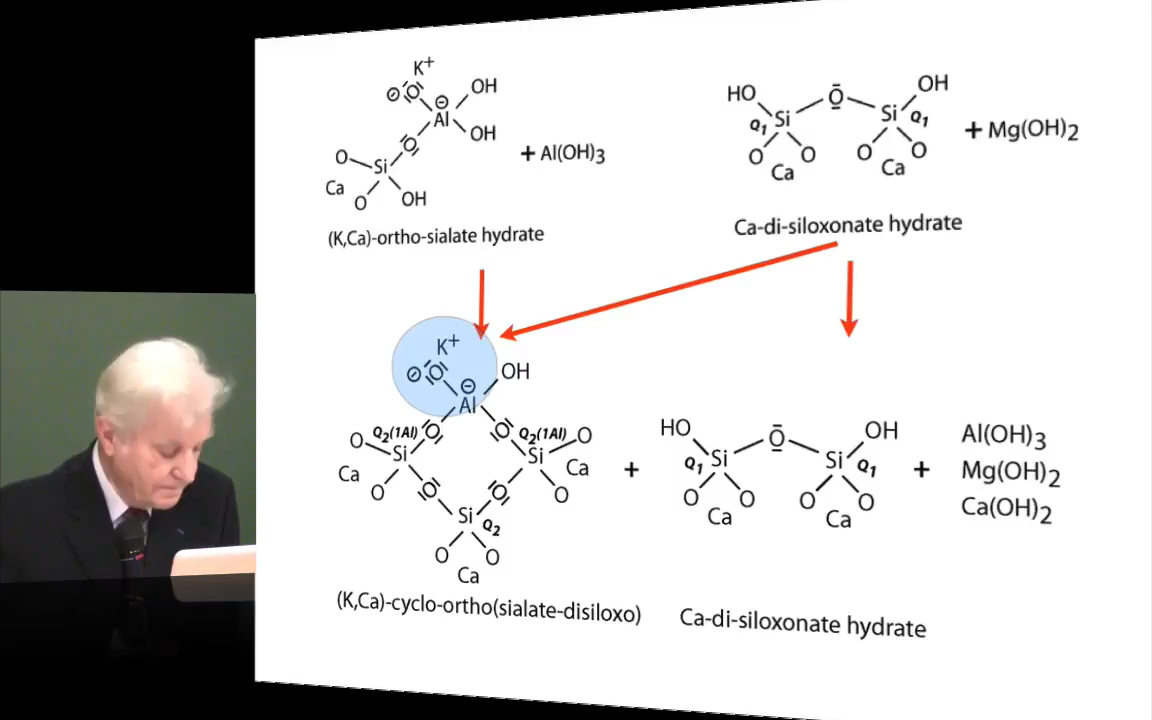 K+
⊖ |O| ⊖ OH
Al
|O| OH + Al(OH)3
O Si
Ca O OH
(K,Ca)-ortho-sialate hydrate
HO O OH
Q1 Si Si Q1 + Mg(OH)2
O O O O
Ca Ca
Ca-di-siloxonate hydrate
K+
⊖ |O| ⊖ OH
Al
O Q2(1Al) |O| |O| Q2(1Al) O
Si Si
Ca O |O| |O| O Ca
Si Q2
O O
Ca
+
HO O OH
Q1 Si Si Q1
O O O O
Ca Ca
+
Al(OH)3
Mg(OH)2
Ca(OH)2
(K,Ca)-cyclo-ortho(sialate-disiloxo)
Ca-di-siloxonate hydrate